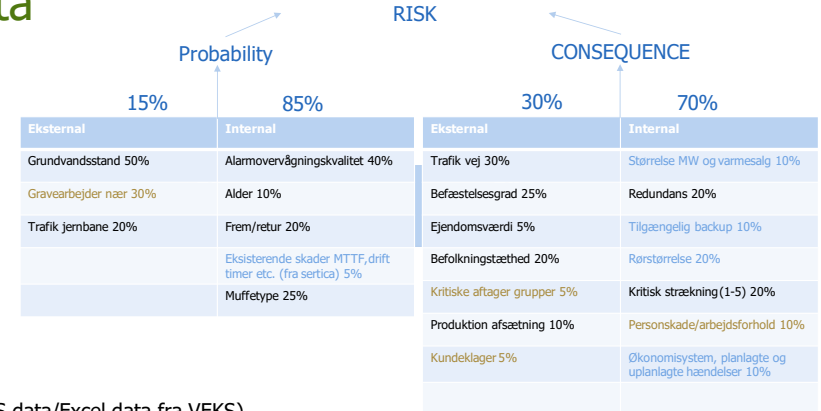 ta
RISK
Probability
CONSEQUENCE
15%
85%
30%
70%
Eksternal
Internal
Grundvandsstand 50%
Alarmovervågningskvalitet 40%
Gravearbejder nær 30%
Alder 10%
Trafik jernbane 20%
Frem/retur 20%
Eksisterende skader MTTF,drift
timer etc. (fra sertica) 5%
Muffetype 25%
Eksternal
Internal
Trafik vej 30%
Størrelse MW og varmesalg 10%
Befæstelsesgrad 25%
Redundans 20%
Ejendomsværdi 5%
Tilgængelig backup 10%
Befolkningstæthed 20%
Rørstørrelse 20%
Kritiske aftager grupper 5%
Kritisk strækning(1-5) 20%
Produktion afsætning 10%
Personskade/arbejdsforhold 10%
Kundeklager 5%
Økonomisystem, planlagte og
uplanlagte hændelser 10%
S data/Excel data fra VEKS)